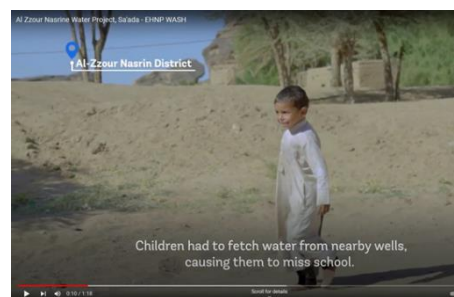 Al Zzour Nasrine Water Project, Sa'ada - EHNP WASH
Al-Zzour Nasrin District
Children had to fetch water from nearby wells,
causing them to miss school.
0:10 / 1:18
Scroll for details